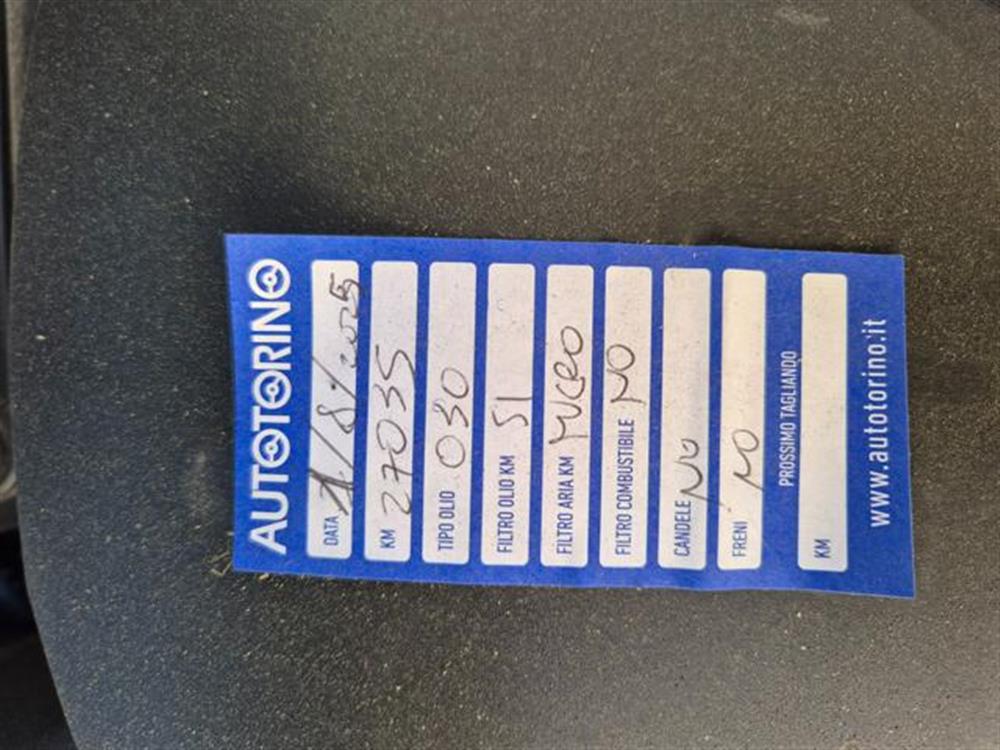 AUTOTORINO
DATA 1/8/2025
KM 27035
TIPO OLIO 030
FILTRO OLIO KM SI
FILTRO ARIA KM
FILTRO COMBUSTIBILE NO
CANDELE NO
FRENI NO
PROSSIMO TAGLIANDO
KM
www.autotorino.it